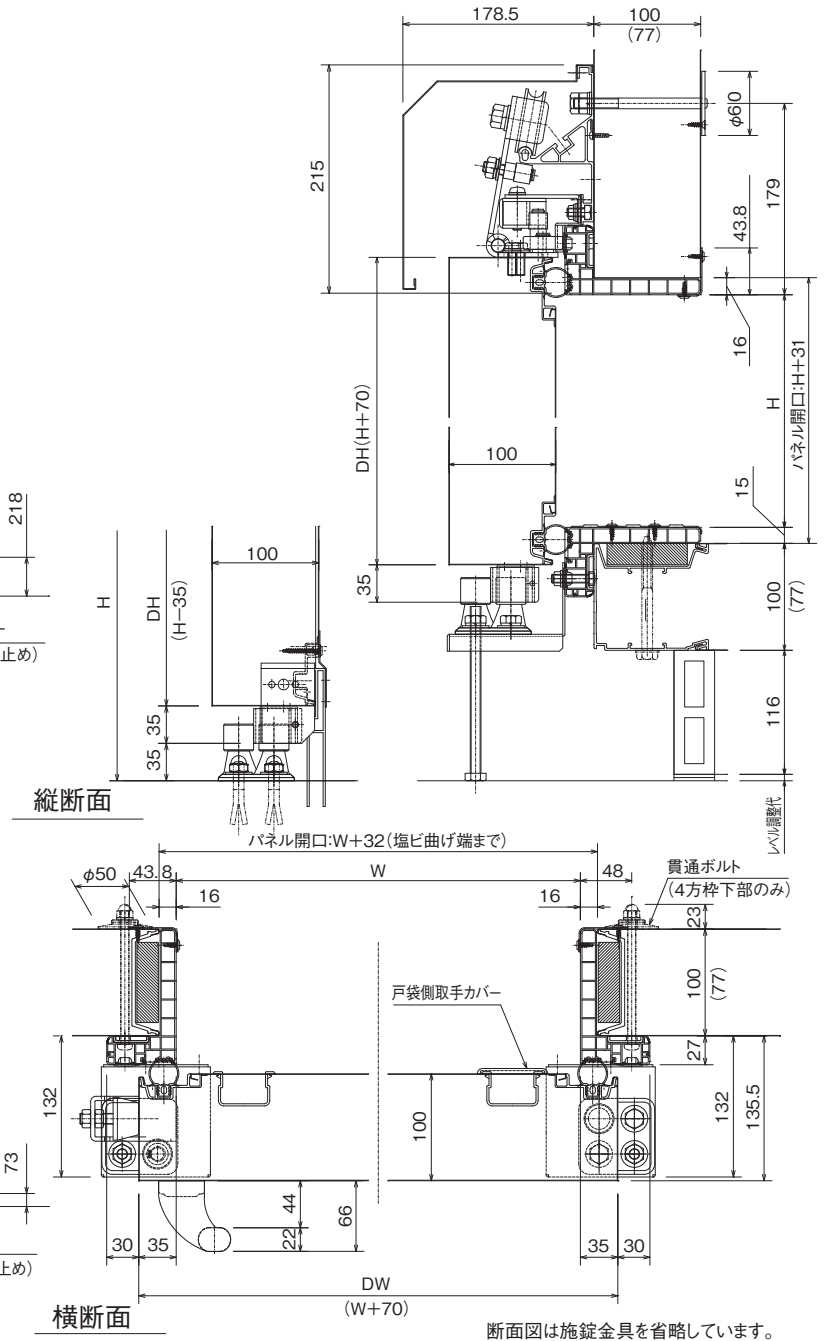 178.5
100
(77)
φ60
215
179
43.8
16
DH(H+70)
H
パネル開口:H+31
100
15
218
止め)
H
DH
(H−35)
100
35
35
35
100
(77)
116
レベル調整代
縦断面
パネル開口:W+32(塩ビ曲げ端まで)
φ50
43.8
W
48
貫通ボルト
(4方枠下部のみ)
16
16
23
100
(77)
戸袋側取手カバー
27
132
100
132
135.5
73
止め)
44
22
66
30
35
35
30
DW
(W+70)
横断面
断面図は施錠金具を省略しています。